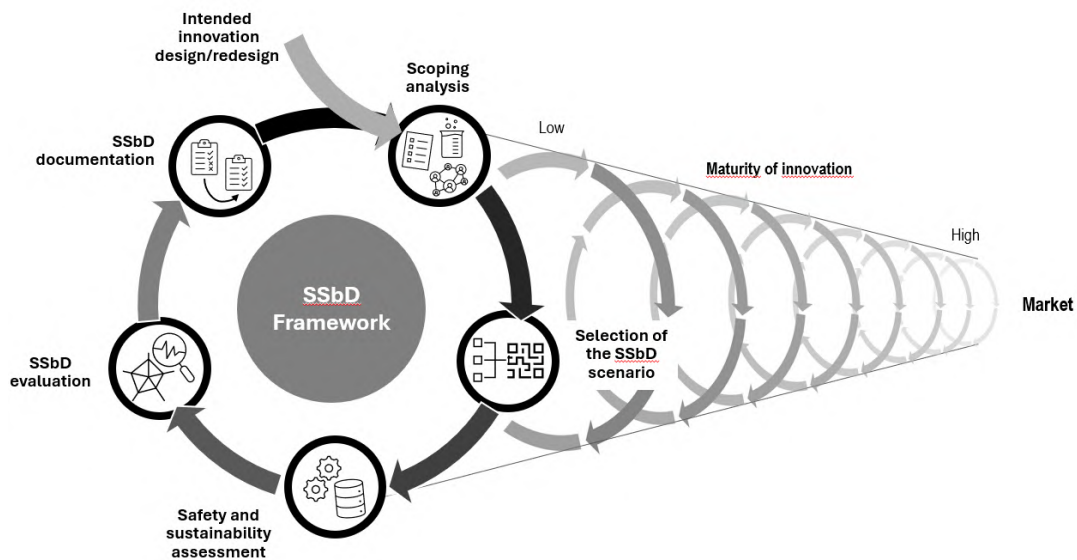 Intended
innovation
design/redesign
Scoping
analysis
Low
SSbD
documentation
Maturity of innovation
High
SSbD
Framework
Market
Selection of
the SSbD
scenario
SSbD
evaluation
Safety and
sustainability
assessment